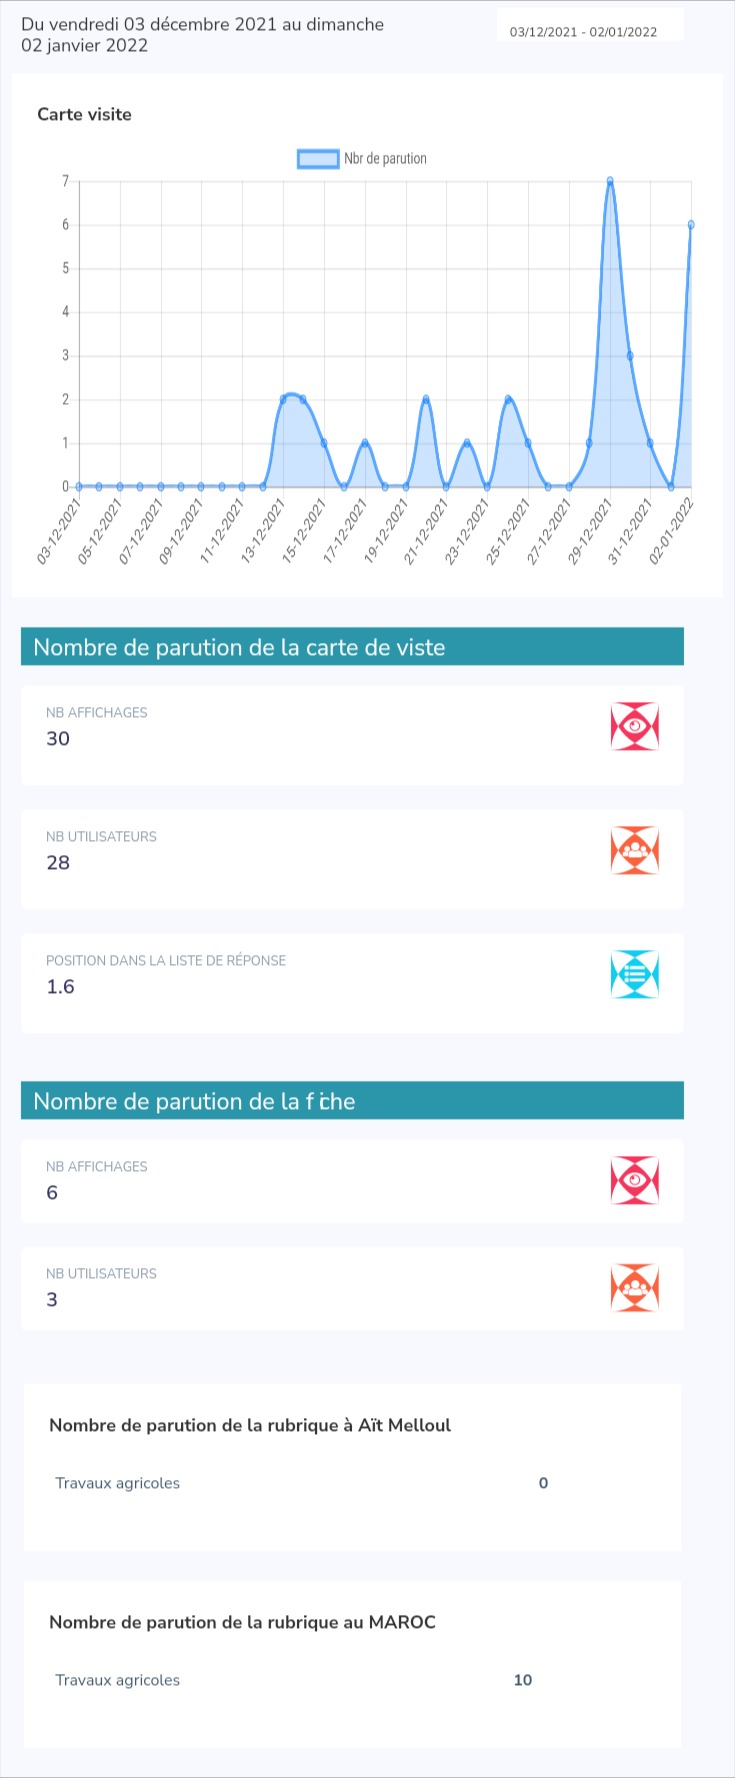 Du vendredi 03 décembre 2021 au dimanche
02 janvier 2022
03/12/2021 - 02/01/2022
Carte visite
Nbr de parution
7
6
5
4
3
2
1
0
03-12-2021
05-12-2021
07-12-2021
09-12-2021
11-12-2021
13-12-2021
15-12-2021
17-12-2021
19-12-2021
21-12-2021
23-12-2021
25-12-2021
27-12-2021
29-12-2021
31-12-2021
02-01-2022
Nombre de parution de la carte de viste
NB AFFICHAGES
30
NB UTILISATEURS
28
POSITION DANS LA LISTE DE RÉPONSE
1.6
Nombre de parution de la fiche
NB AFFICHAGES
6
NB UTILISATEURS
3
Nombre de parution de la rubrique à Aït Melloul
Travaux agricoles 0
Nombre de parution de la rubrique au MAROC
Travaux agricoles 10